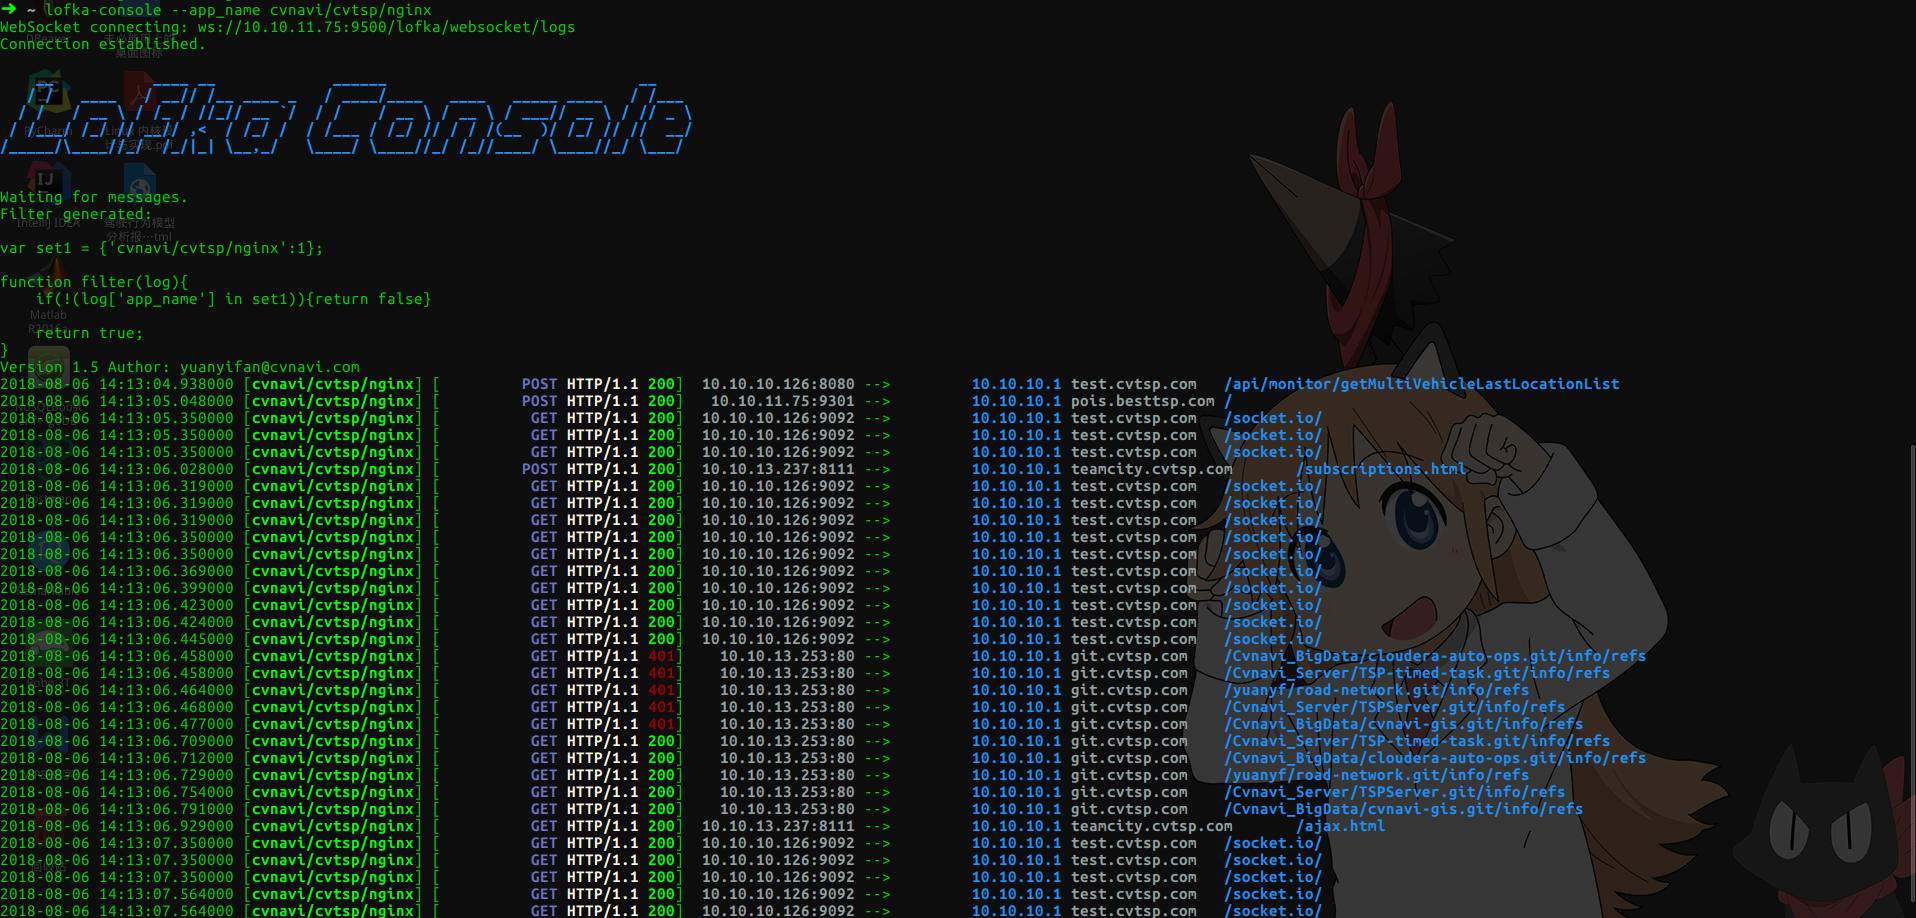 ➜ ~ lofka-console --app_name cvnavi/cvtsp/nginx
WebSocket connecting: ws://10.10.11.75:9500/lofka/websocket/logs
Connection established.
Lofka Console
Waiting for messages.
Filter generated:
var set1 = {'cvnavi/cvtsp/nginx':1};
function filter(log){
if(!(log['app_name'] in set1)){return false}
return true;
}
Version 1.5 Author: yuanyifan@cvnavi.com
2018-08-06 14:13:04.938000 [cvnavi/cvtsp/nginx] [ POST HTTP/1.1 200] 10.10.10.126:8080 --> 10.10.10.1 test.cvtsp.com /api/monitor/getMultiVehicleLastLocationList
2018-08-06 14:13:05.048000 [cvnavi/cvtsp/nginx] [ POST HTTP/1.1 200] 10.10.11.75:9301 --> 10.10.10.1 pois.besttsp.com /
2018-08-06 14:13:05.350000 [cvnavi/cvtsp/nginx] [ GET HTTP/1.1 200] 10.10.10.126:9092 --> 10.10.10.1 test.cvtsp.com /socket.io/
2018-08-06 14:13:05.350000 [cvnavi/cvtsp/nginx] [ GET HTTP/1.1 200] 10.10.10.126:9092 --> 10.10.10.1 test.cvtsp.com /socket.io/
2018-08-06 14:13:05.350000 [cvnavi/cvtsp/nginx] [ GET HTTP/1.1 200] 10.10.10.126:9092 --> 10.10.10.1 test.cvtsp.com /socket.io/
2018-08-06 14:13:06.028000 [cvnavi/cvtsp/nginx] [ POST HTTP/1.1 200] 10.10.13.237:8111 --> 10.10.10.1 teamcity.cvtsp.com /subscriptions.html
2018-08-06 14:13:06.319000 [cvnavi/cvtsp/nginx] [ GET HTTP/1.1 200] 10.10.10.126:9092 --> 10.10.10.1 test.cvtsp.com /socket.io/
2018-08-06 14:13:06.319000 [cvnavi/cvtsp/nginx] [ GET HTTP/1.1 200] 10.10.10.126:9092 --> 10.10.10.1 test.cvtsp.com /socket.io/
2018-08-06 14:13:06.319000 [cvnavi/cvtsp/nginx] [ GET HTTP/1.1 200] 10.10.10.126:9092 --> 10.10.10.1 test.cvtsp.com /socket.io/
2018-08-06 14:13:06.350000 [cvnavi/cvtsp/nginx] [ GET HTTP/1.1 200] 10.10.10.126:9092 --> 10.10.10.1 test.cvtsp.com /socket.io/
2018-08-06 14:13:06.350000 [cvnavi/cvtsp/nginx] [ GET HTTP/1.1 200] 10.10.10.126:9092 --> 10.10.10.1 test.cvtsp.com /socket.io/
2018-08-06 14:13:06.369000 [cvnavi/cvtsp/nginx] [ GET HTTP/1.1 200] 10.10.10.126:9092 --> 10.10.10.1 test.cvtsp.com /socket.io/
2018-08-06 14:13:06.399000 [cvnavi/cvtsp/nginx] [ GET HTTP/1.1 200] 10.10.10.126:9092 --> 10.10.10.1 test.cvtsp.com /socket.io/
2018-08-06 14:13:06.423000 [cvnavi/cvtsp/nginx] [ GET HTTP/1.1 200] 10.10.10.126:9092 --> 10.10.10.1 test.cvtsp.com /socket.io/
2018-08-06 14:13:06.424000 [cvnavi/cvtsp/nginx] [ GET HTTP/1.1 200] 10.10.10.126:9092 --> 10.10.10.1 test.cvtsp.com /socket.io/
2018-08-06 14:13:06.445000 [cvnavi/cvtsp/nginx] [ GET HTTP/1.1 200] 10.10.10.126:9092 --> 10.10.10.1 test.cvtsp.com /socket.io/
2018-08-06 14:13:06.458000 [cvnavi/cvtsp/nginx] [ GET HTTP/1.1 401] 10.10.13.253:80 --> 10.10.10.1 git.cvtsp.com /Cvnavi_BigData/cloudera-auto-ops.git/info/refs
2018-08-06 14:13:06.458000 [cvnavi/cvtsp/nginx] [ GET HTTP/1.1 401] 10.10.13.253:80 --> 10.10.10.1 git.cvtsp.com /Cvnavi_Server/TSP-timed-task.git/info/refs
2018-08-06 14:13:06.464000 [cvnavi/cvtsp/nginx] [ GET HTTP/1.1 401] 10.10.13.253:80 --> 10.10.10.1 git.cvtsp.com /yuanyf/road-network.git/info/refs
2018-08-06 14:13:06.468000 [cvnavi/cvtsp/nginx] [ GET HTTP/1.1 401] 10.10.13.253:80 --> 10.10.10.1 git.cvtsp.com /Cvnavi_Server/TSPServer.git/info/refs
2018-08-06 14:13:06.477000 [cvnavi/cvtsp/nginx] [ GET HTTP/1.1 401] 10.10.13.253:80 --> 10.10.10.1 git.cvtsp.com /Cvnavi_BigData/cvnavi-gis.git/info/refs
2018-08-06 14:13:06.709000 [cvnavi/cvtsp/nginx] [ GET HTTP/1.1 200] 10.10.13.253:80 --> 10.10.10.1 git.cvtsp.com /Cvnavi_Server/TSP-timed-task.git/info/refs
2018-08-06 14:13:06.712000 [cvnavi/cvtsp/nginx] [ GET HTTP/1.1 200] 10.10.13.253:80 --> 10.10.10.1 git.cvtsp.com /Cvnavi_BigData/cloudera-auto-ops.git/info/refs
2018-08-06 14:13:06.729000 [cvnavi/cvtsp/nginx] [ GET HTTP/1.1 200] 10.10.13.253:80 --> 10.10.10.1 git.cvtsp.com /yuanyf/road-network.git/info/refs
2018-08-06 14:13:06.754000 [cvnavi/cvtsp/nginx] [ GET HTTP/1.1 200] 10.10.13.253:80 --> 10.10.10.1 git.cvtsp.com /Cvnavi_Server/TSPServer.git/info/refs
2018-08-06 14:13:06.791000 [cvnavi/cvtsp/nginx] [ GET HTTP/1.1 200] 10.10.13.253:80 --> 10.10.10.1 git.cvtsp.com /Cvnavi_BigData/cvnavi-gis.git/info/refs
2018-08-06 14:13:06.929000 [cvnavi/cvtsp/nginx] [ GET HTTP/1.1 200] 10.10.13.237:8111 --> 10.10.10.1 teamcity.cvtsp.com /ajax.html
2018-08-06 14:13:07.350000 [cvnavi/cvtsp/nginx] [ GET HTTP/1.1 200] 10.10.10.126:9092 --> 10.10.10.1 test.cvtsp.com /socket.io/
2018-08-06 14:13:07.350000 [cvnavi/cvtsp/nginx] [ GET HTTP/1.1 200] 10.10.10.126:9092 --> 10.10.10.1 test.cvtsp.com /socket.io/
2018-08-06 14:13:07.350000 [cvnavi/cvtsp/nginx] [ GET HTTP/1.1 200] 10.10.10.126:9092 --> 10.10.10.1 test.cvtsp.com /socket.io/
2018-08-06 14:13:07.564000 [cvnavi/cvtsp/nginx] [ GET HTTP/1.1 200] 10.10.10.126:9092 --> 10.10.10.1 test.cvtsp.com /socket.io/
2018-08-06 14:13:07.564000 [cvnavi/cvtsp/nginx] [ GET HTTP/1.1 200] 10.10.10.126:9092 --> 10.10.10.1 test.cvtsp.com /socket.io/
桌面图标
PyCharm
IntelliJ IDEA
驾驶行为模型
分析报…tml
Matlab